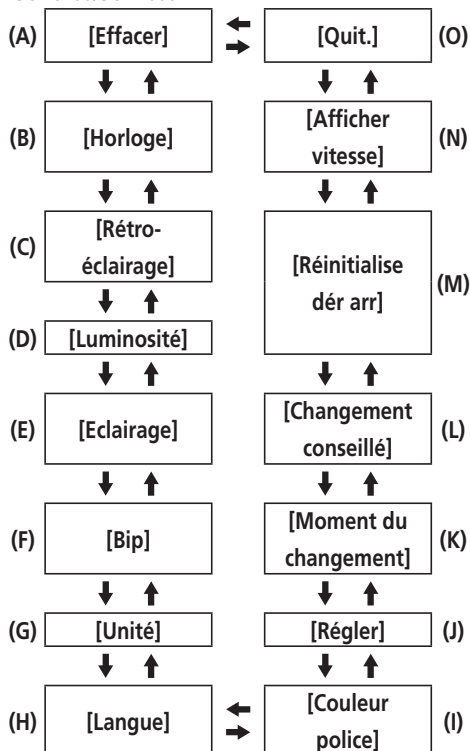 (A) [Effacer]
(B) [Horloge]
(C) [Rétro-
éclairage]
(D) [Luminosité]
(E) [Eclairage]
(F) [Bip]
(G) [Unité]
(H) [Langue]
[Quit.] (O)
[Afficher
vitesse] (N)
[Réinitialise
dér arr] (M)
[Changement
conseillé] (L)
[Moment du
changement] (K)
[Régler] (J)
[Couleur
police] (I)